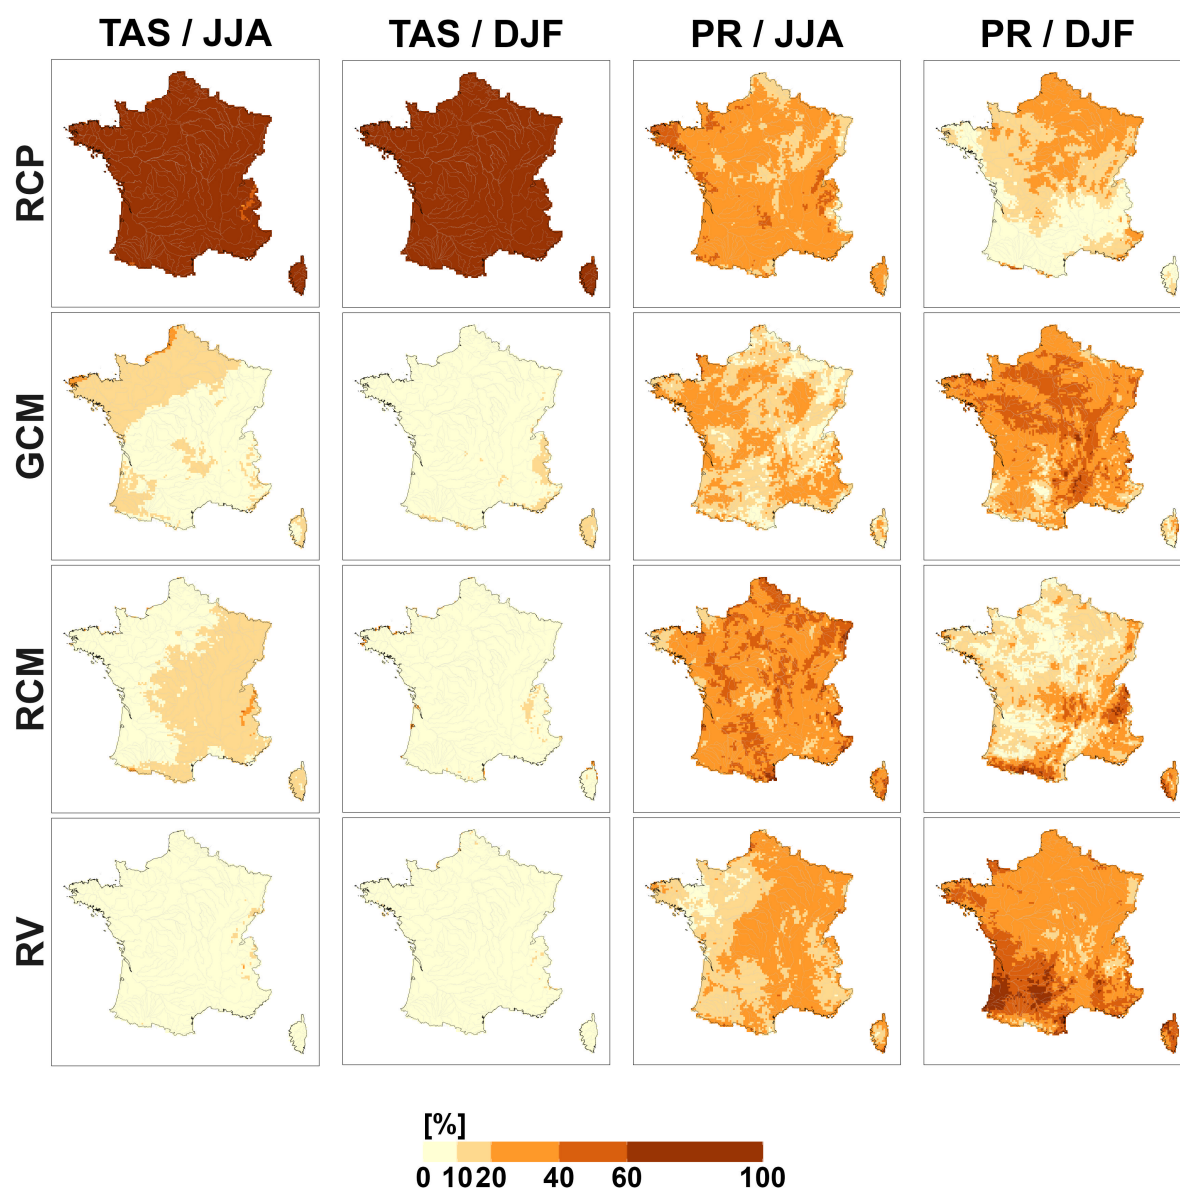 TAS / JJA TAS / DJF PR / JJA PR / DJF
RCP
GCM
RCM
RV
[%]
0 10 20 40 60 100